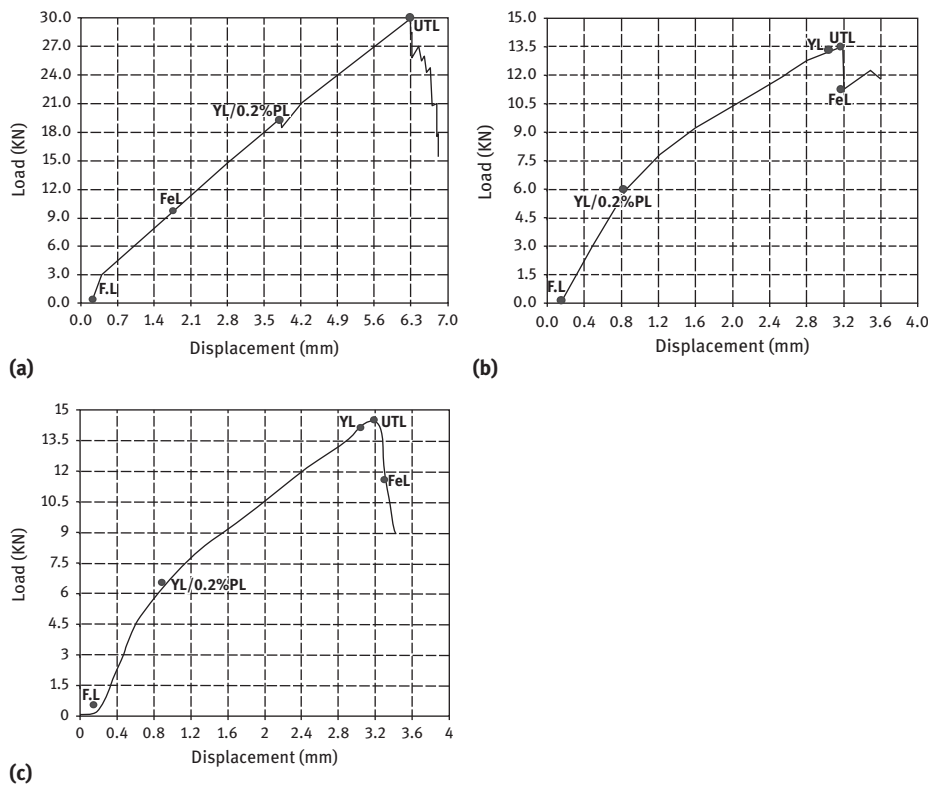 30.0
27.0
24.0
21.0
18.0
15.0
12.0
9.0
6.0
3.0
0.0
Load (KN)
UTL
YL/0.2%PL
FeL
F.L
0.0 0.7 1.4 2.1 2.8 3.5 4.2 4.9 5.6 6.3 7.0
Displacement (mm)
(a)
15.0
13.5
12.0
10.5
9.0
7.5
6.0
4.5
3.0
1.5
0.0
Load (KN)
YL UTL
FeL
YL/0.2%PL
F.L
0.0 0.4 0.8 1.2 1.6 2.0 2.4 2.8 3.2 3.6 4.0
Displacement (mm)
(b)
15
13.5
12
10.5
9
7.5
6
4.5
3
1.5
0
Load (KN)
YL UTL
FeL
YL/0.2%PL
F.L
0 0.4 0.8 1.2 1.6 2 2.4 2.8 3.2 3.6 4
Displacement (mm)
(c)